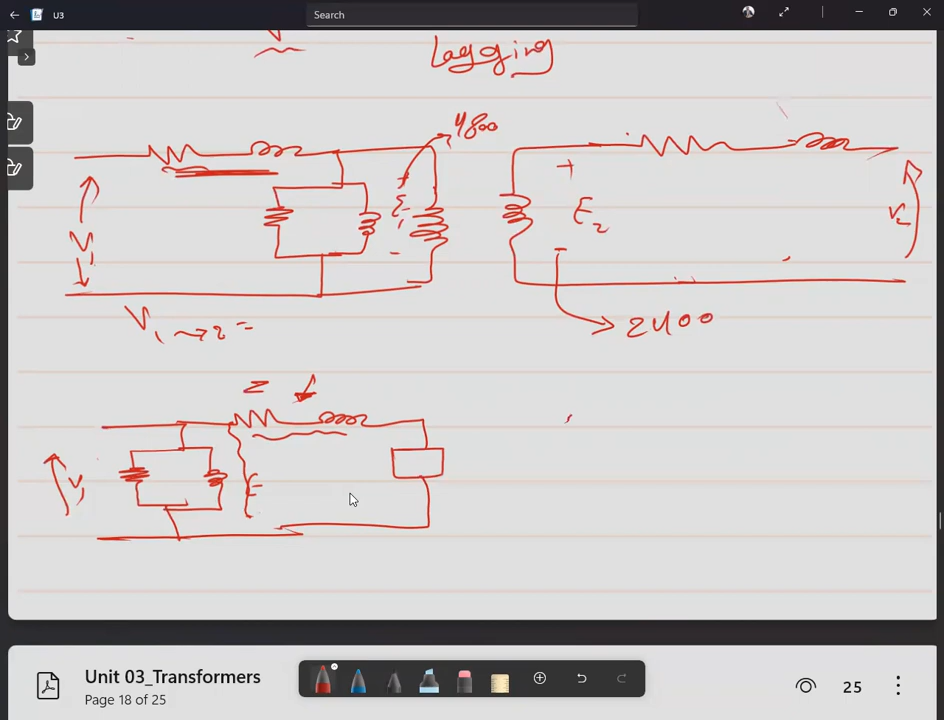 U3
Search
Lagging
4800
V1
E1
E2
V2
V1→2 =
2400
Z
V1
E
Unit 03_Transformers
Page 18 of 25
25